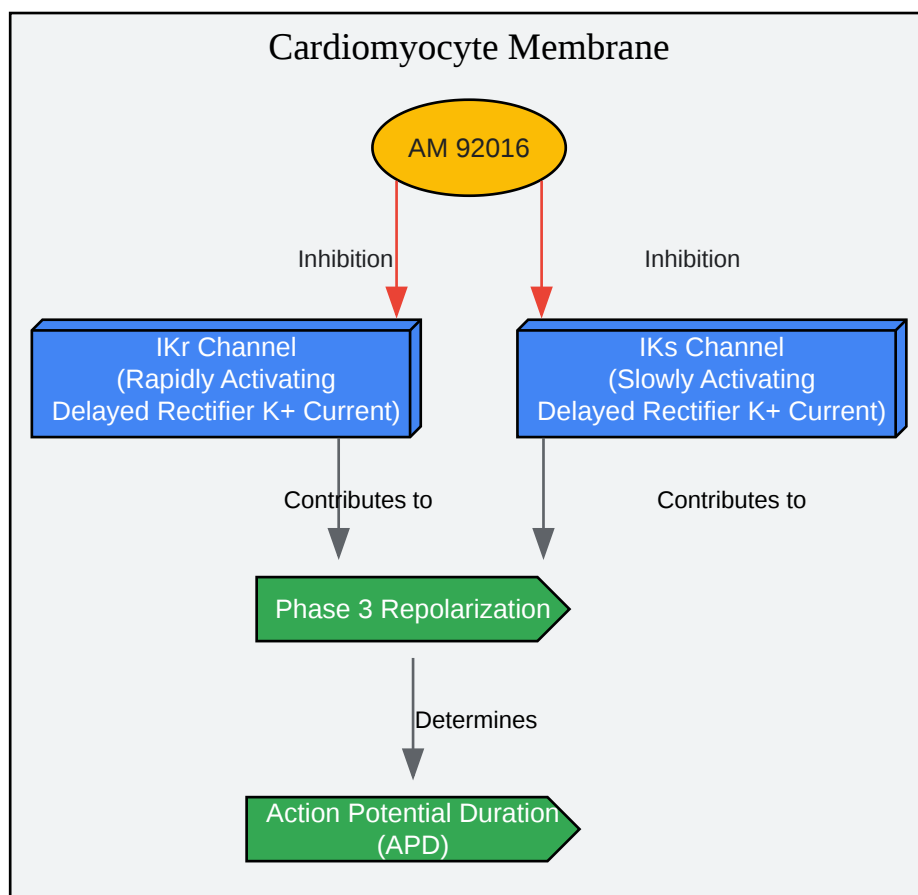 Cardiomyocyte Membrane
AM 92016
Inhibition
Inhibition
IKr Channel
(Rapidly Activating
Delayed Rectifier K+ Current)
IKs Channel
(Slowly Activating
Delayed Rectifier K+ Current)
Contributes to
Contributes to
Phase 3 Repolarization
Determines
Action Potential Duration
(APD)